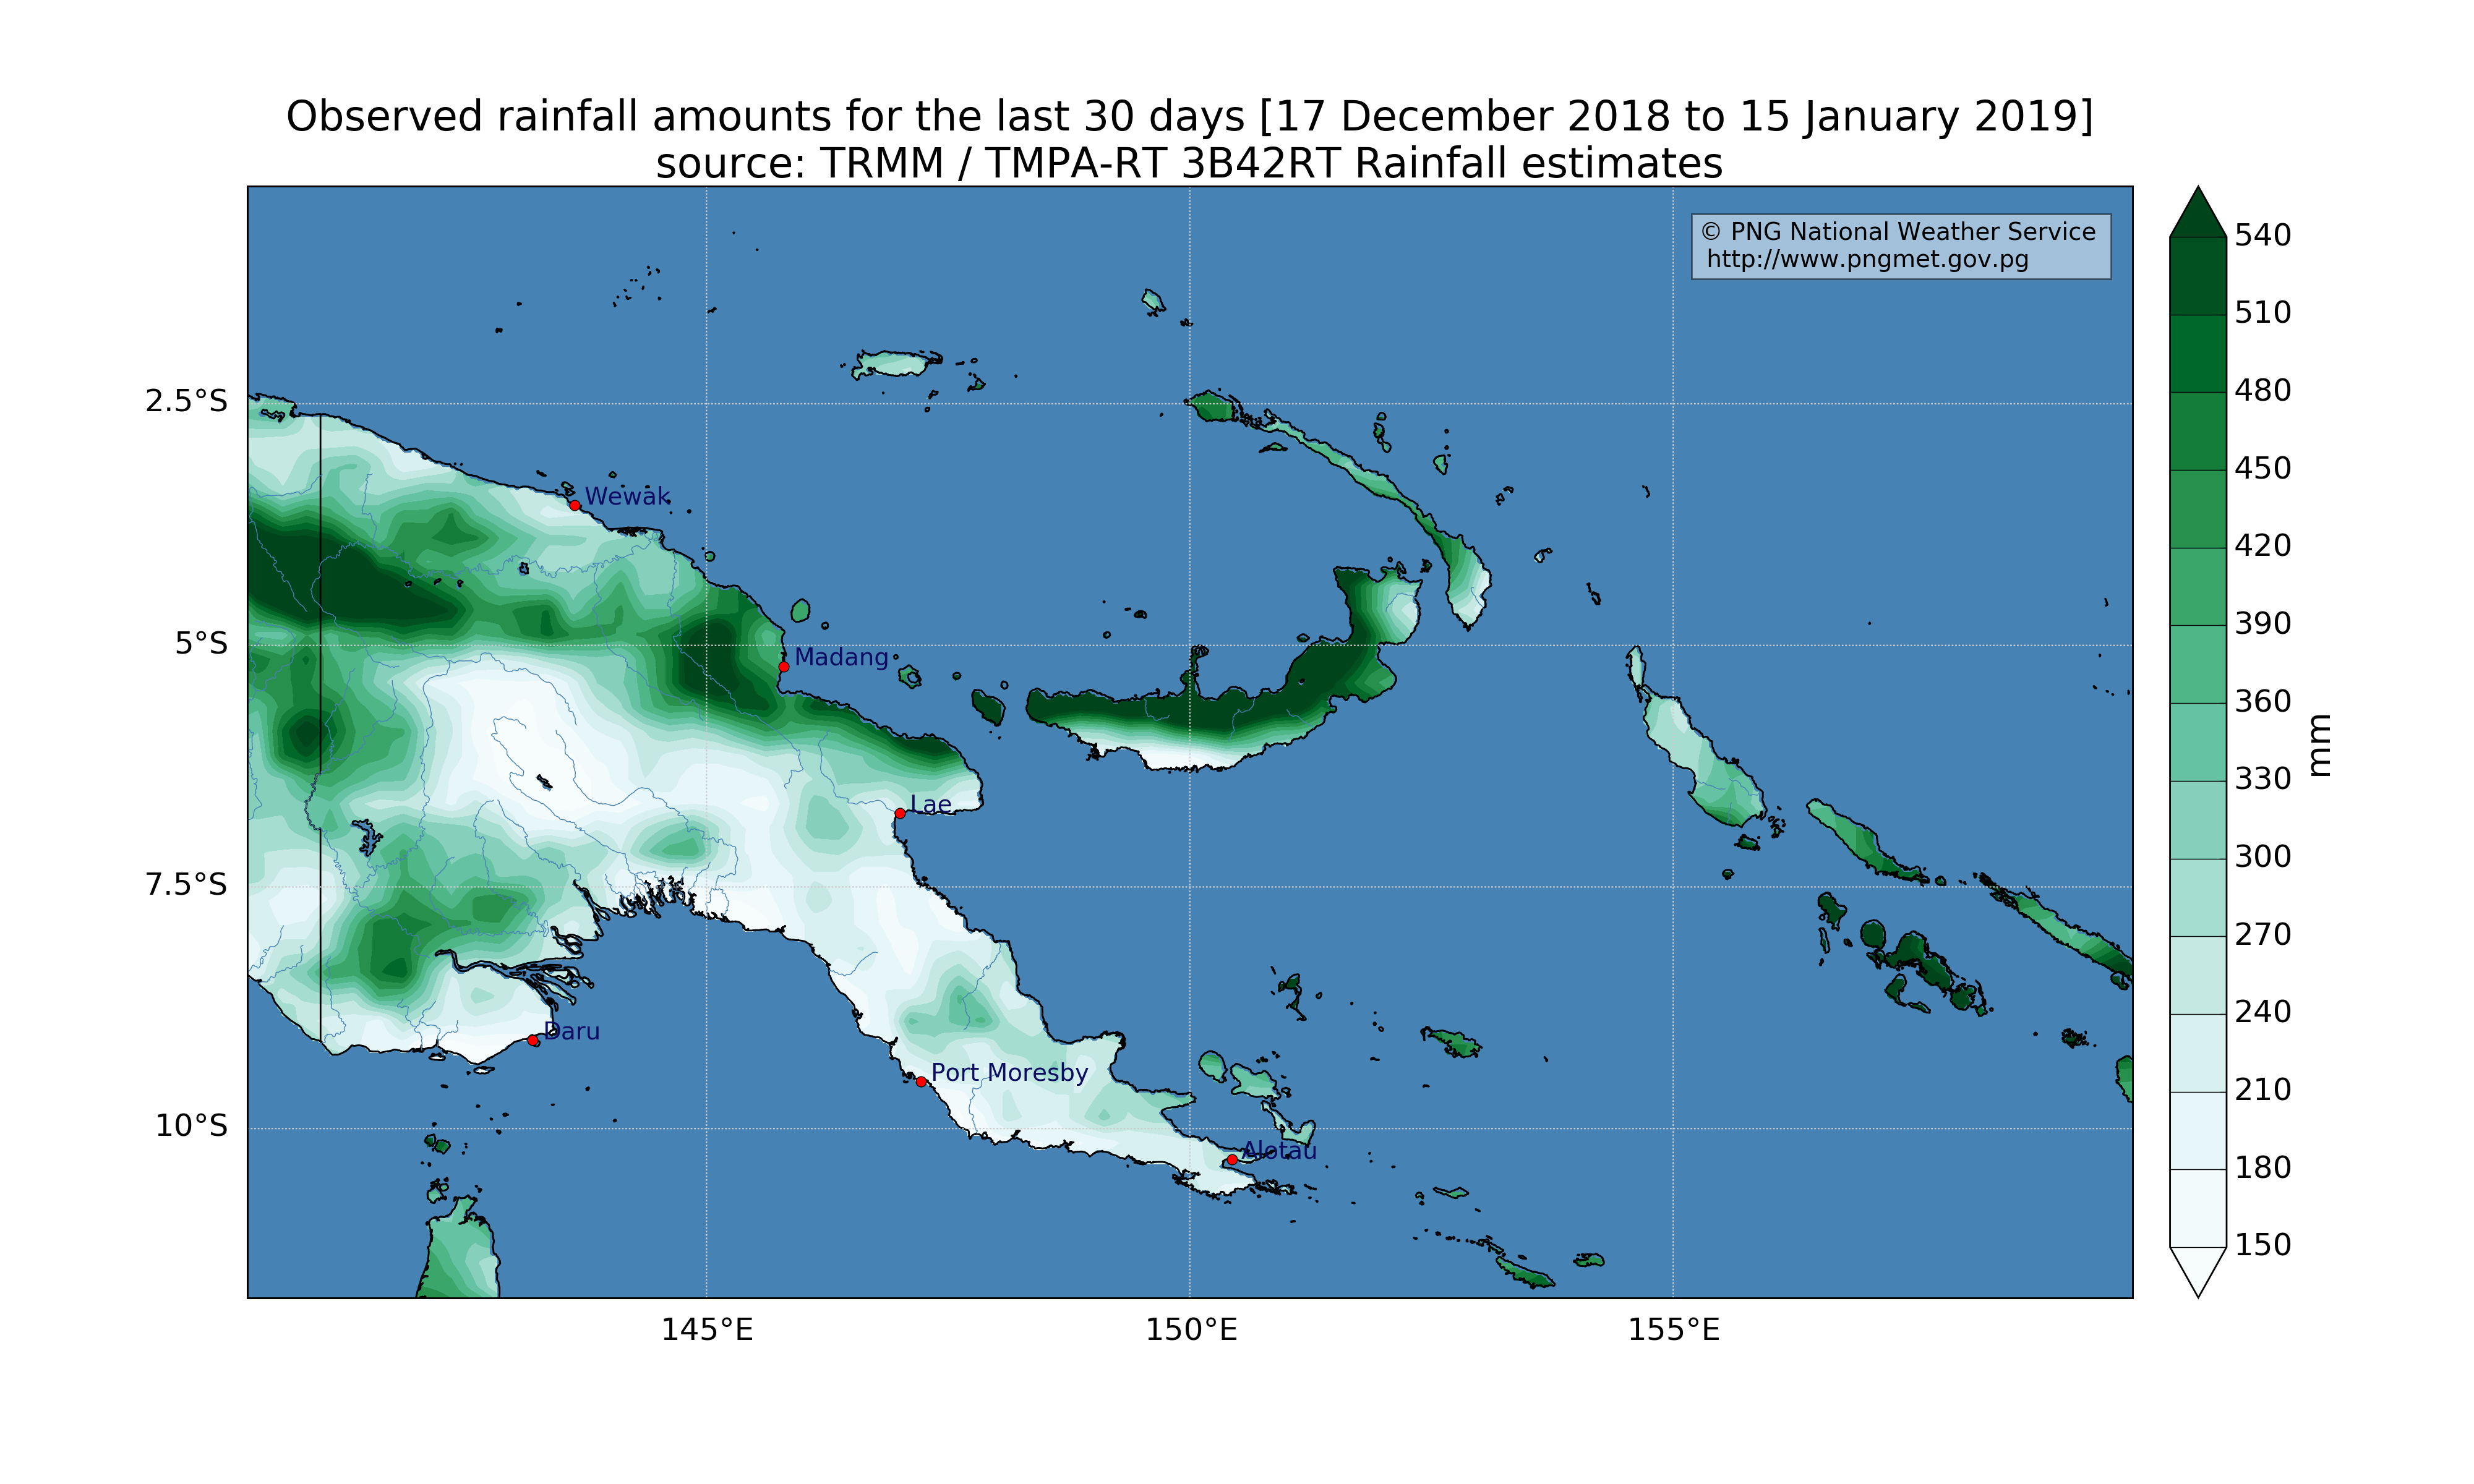 Observed rainfall amounts for the last 30 days [17 December 2018 to 15 January 2019]
source: TRMM / TMPA-RT 3B42RT Rainfall estimates
© PNG National Weather Service
http://www.pngmet.gov.pg
2.5°S
5°S
7.5°S
10°S
Wewak
Madang
Lae
Daru
Port Moresby
Alotau
145°E
150°E
155°E
540
510
480
450
420
390
360
330
300
270
240
210
180
150
mm